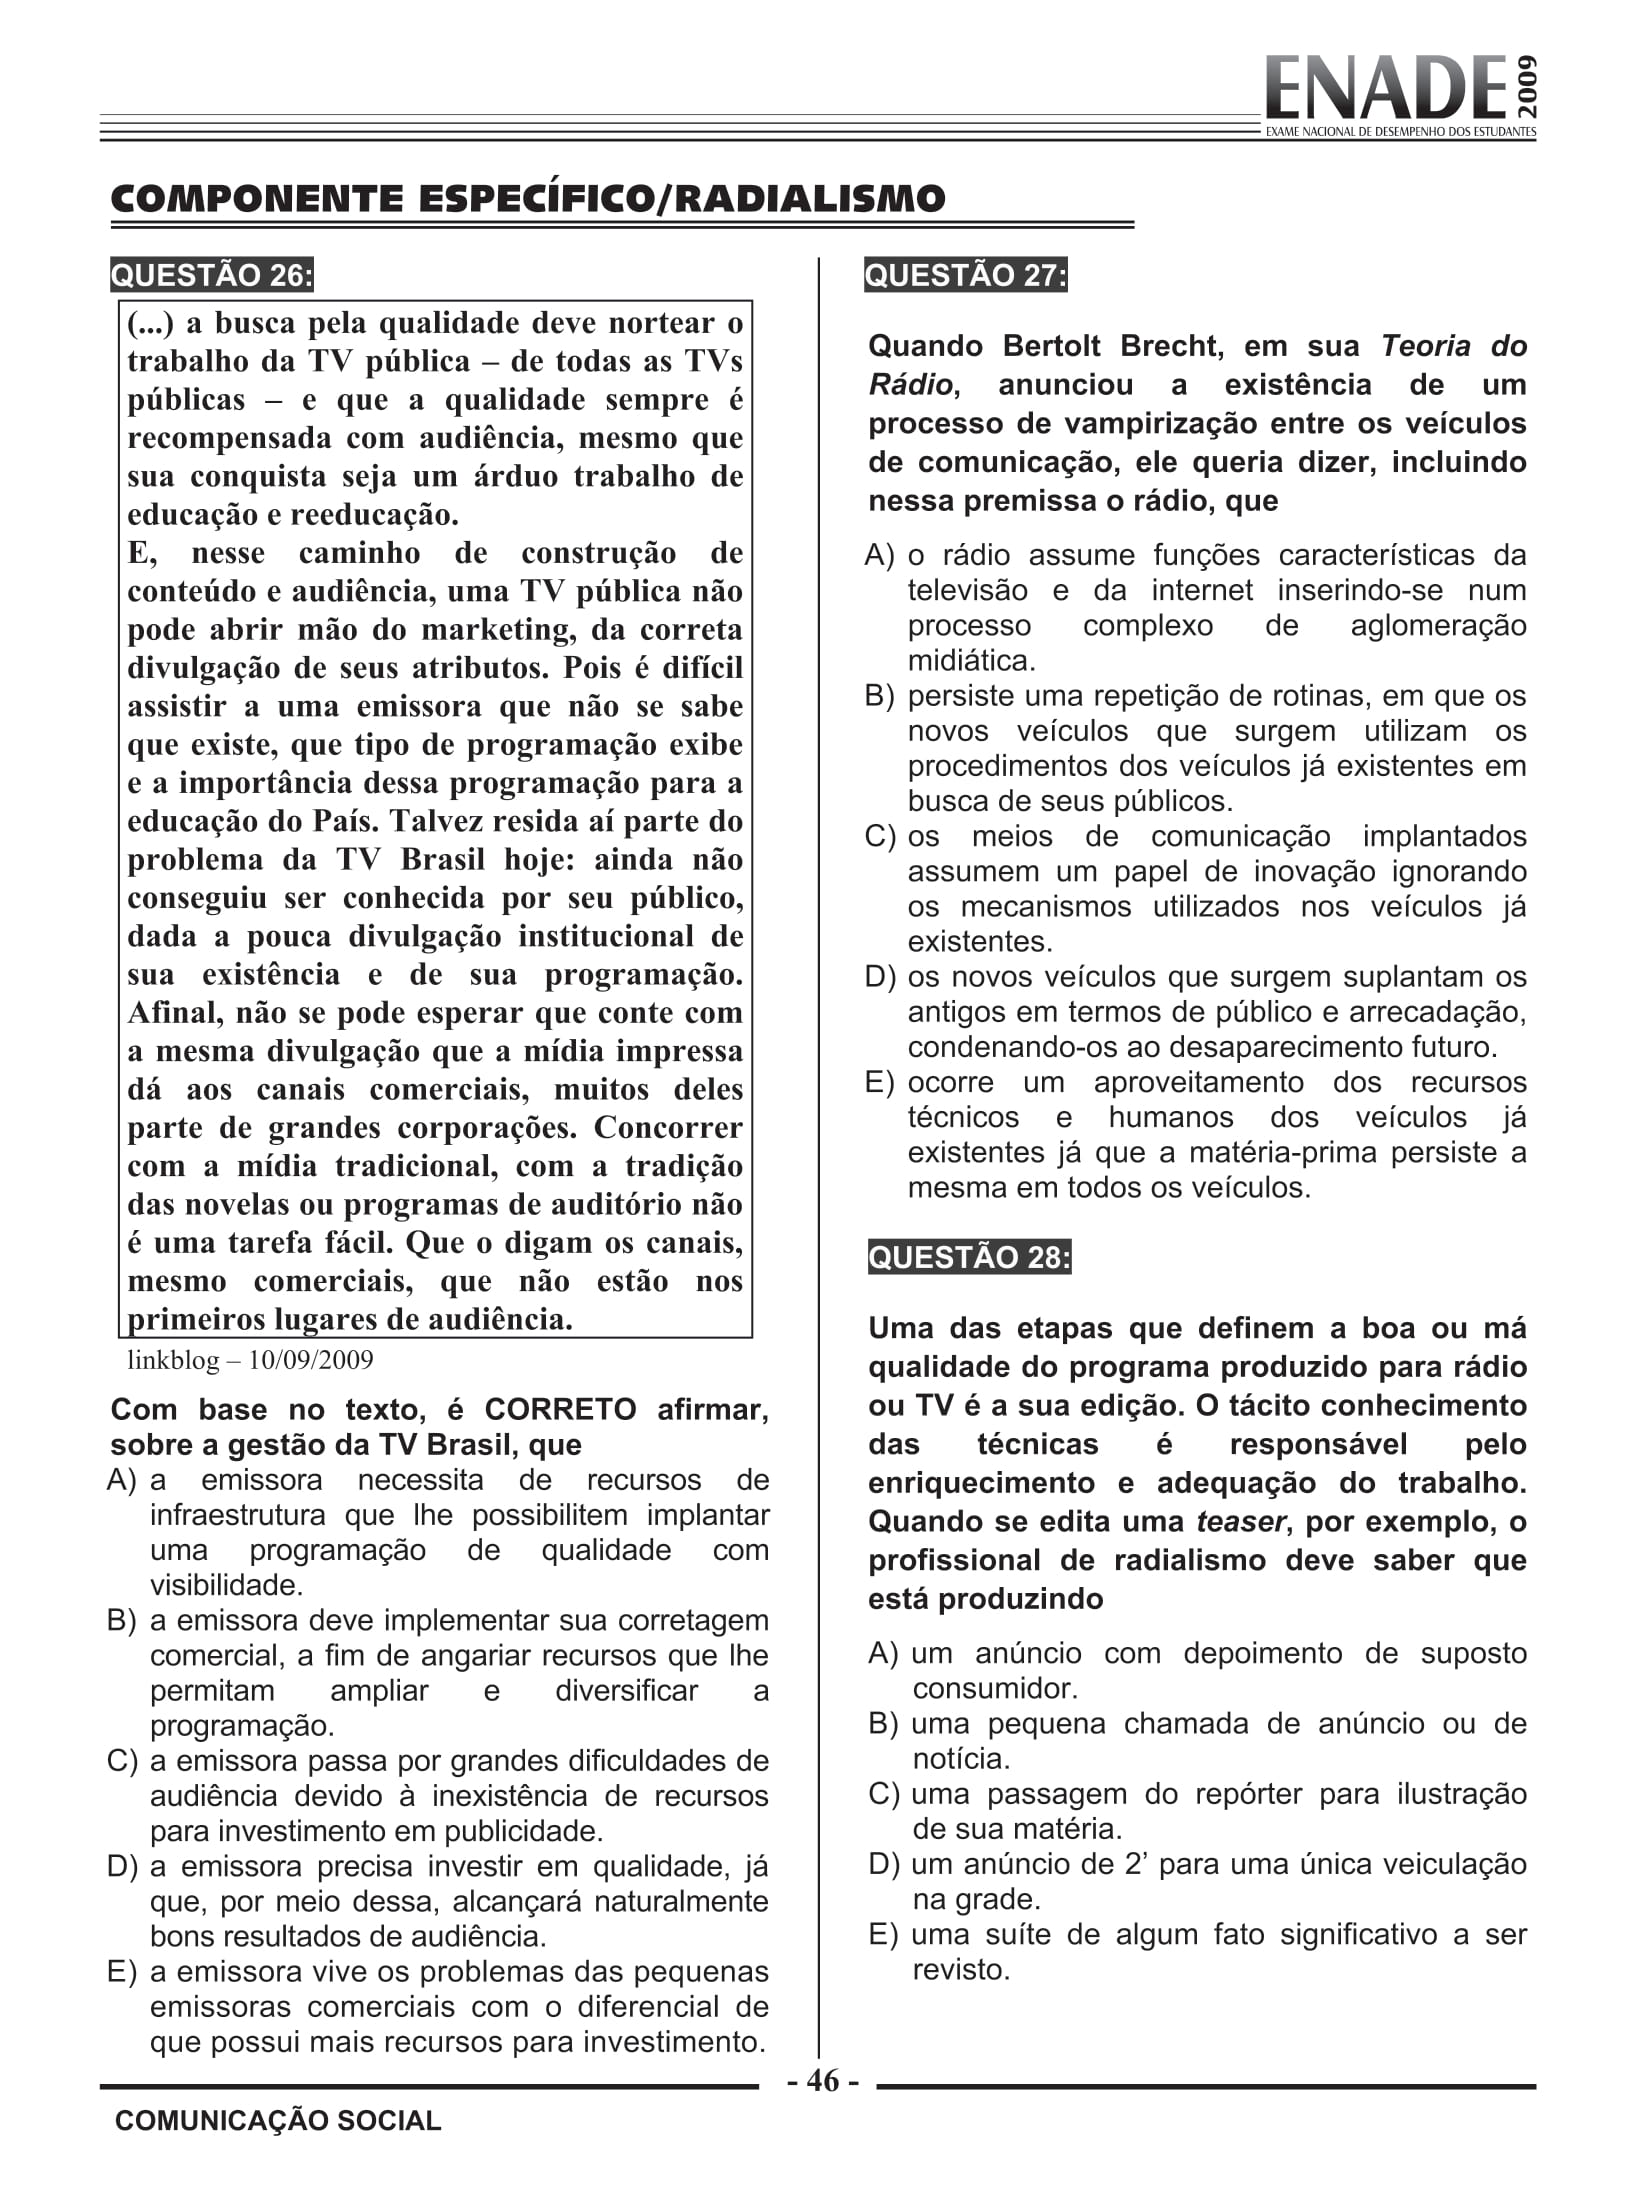 ENADE
2009
EXAME NACIONAL DE DESEMPENHO DOS ESTUDANTES
COMPONENTE ESPECÍFICO/RADIALISMO
QUESTÃO 26:
(...) a busca pela qualidade deve nortear o
trabalho da TV pública – de todas as TVs
públicas – e que a qualidade sempre é
recompensada com audiência, mesmo que
sua conquista seja um árduo trabalho de
educação e reeducação.
E, nesse caminho de construção de
conteúdo e audiência, uma TV pública não
pode abrir mão do marketing, da correta
divulgação de seus atributos. Pois é difícil
assistir a uma emissora que não se sabe
que existe, que tipo de programação exibe
e a importância dessa programação para a
educação do País. Talvez resida aí parte do
problema da TV Brasil hoje: ainda não
conseguiu ser conhecida por seu público,
dada a pouca divulgação institucional de
sua existência e de sua programação.
Afinal, não se pode esperar que conte com
a mesma divulgação que a mídia impressa
dá aos canais comerciais, muitos deles
parte de grandes corporações. Concorrer
com a mídia tradicional, com a tradição
das novelas ou programas de auditório não
é uma tarefa fácil. Que o digam os canais,
mesmo comerciais, que não estão nos
primeiros lugares de audiência.
linkblog – 10/09/2009
Com base no texto, é CORRETO afirmar,
sobre a gestão da TV Brasil, que
A) a emissora necessita de recursos de
infraestrutura que lhe possibilitem implantar
uma programação de qualidade com
visibilidade.
B) a emissora deve implementar sua corretagem
comercial, a fim de angariar recursos que lhe
permitam ampliar e diversificar a
programação.
C) a emissora passa por grandes dificuldades de
audiência devido à inexistência de recursos
para investimento em publicidade.
D) a emissora precisa investir em qualidade, já
que, por meio dessa, alcançará naturalmente
bons resultados de audiência.
E) a emissora vive os problemas das pequenas
emissoras comerciais com o diferencial de
que possui mais recursos para investimento.
QUESTÃO 27:
Quando Bertolt Brecht, em sua Teoria do
Rádio, anunciou a existência de um
processo de vampirização entre os veículos
de comunicação, ele queria dizer, incluindo
nessa premissa o rádio, que
A) o rádio assume funções características da
televisão e da internet inserindo-se num
processo complexo de aglomeração
midiática.
B) persiste uma repetição de rotinas, em que os
novos veículos que surgem utilizam os
procedimentos dos veículos já existentes em
busca de seus públicos.
C) os meios de comunicação implantados
assumem um papel de inovação ignorando
os mecanismos utilizados nos veículos já
existentes.
D) os novos veículos que surgem suplantam os
antigos em termos de público e arrecadação,
condenando-os ao desaparecimento futuro.
E) ocorre um aproveitamento dos recursos
técnicos e humanos dos veículos já
existentes já que a matéria-prima persiste a
mesma em todos os veículos.
QUESTÃO 28:
Uma das etapas que definem a boa ou má
qualidade do programa produzido para rádio
ou TV é a sua edição. O tácito conhecimento
das técnicas é responsável pelo
enriquecimento e adequação do trabalho.
Quando se edita uma teaser, por exemplo, o
profissional de radialismo deve saber que
está produzindo
A) um anúncio com depoimento de suposto
consumidor.
B) uma pequena chamada de anúncio ou de
notícia.
C) uma passagem do repórter para ilustração
de sua matéria.
D) um anúncio de 2’ para uma única veiculação
na grade.
E) uma suíte de algum fato significativo a ser
revisto.
- 46 -
COMUNICAÇÃO SOCIAL